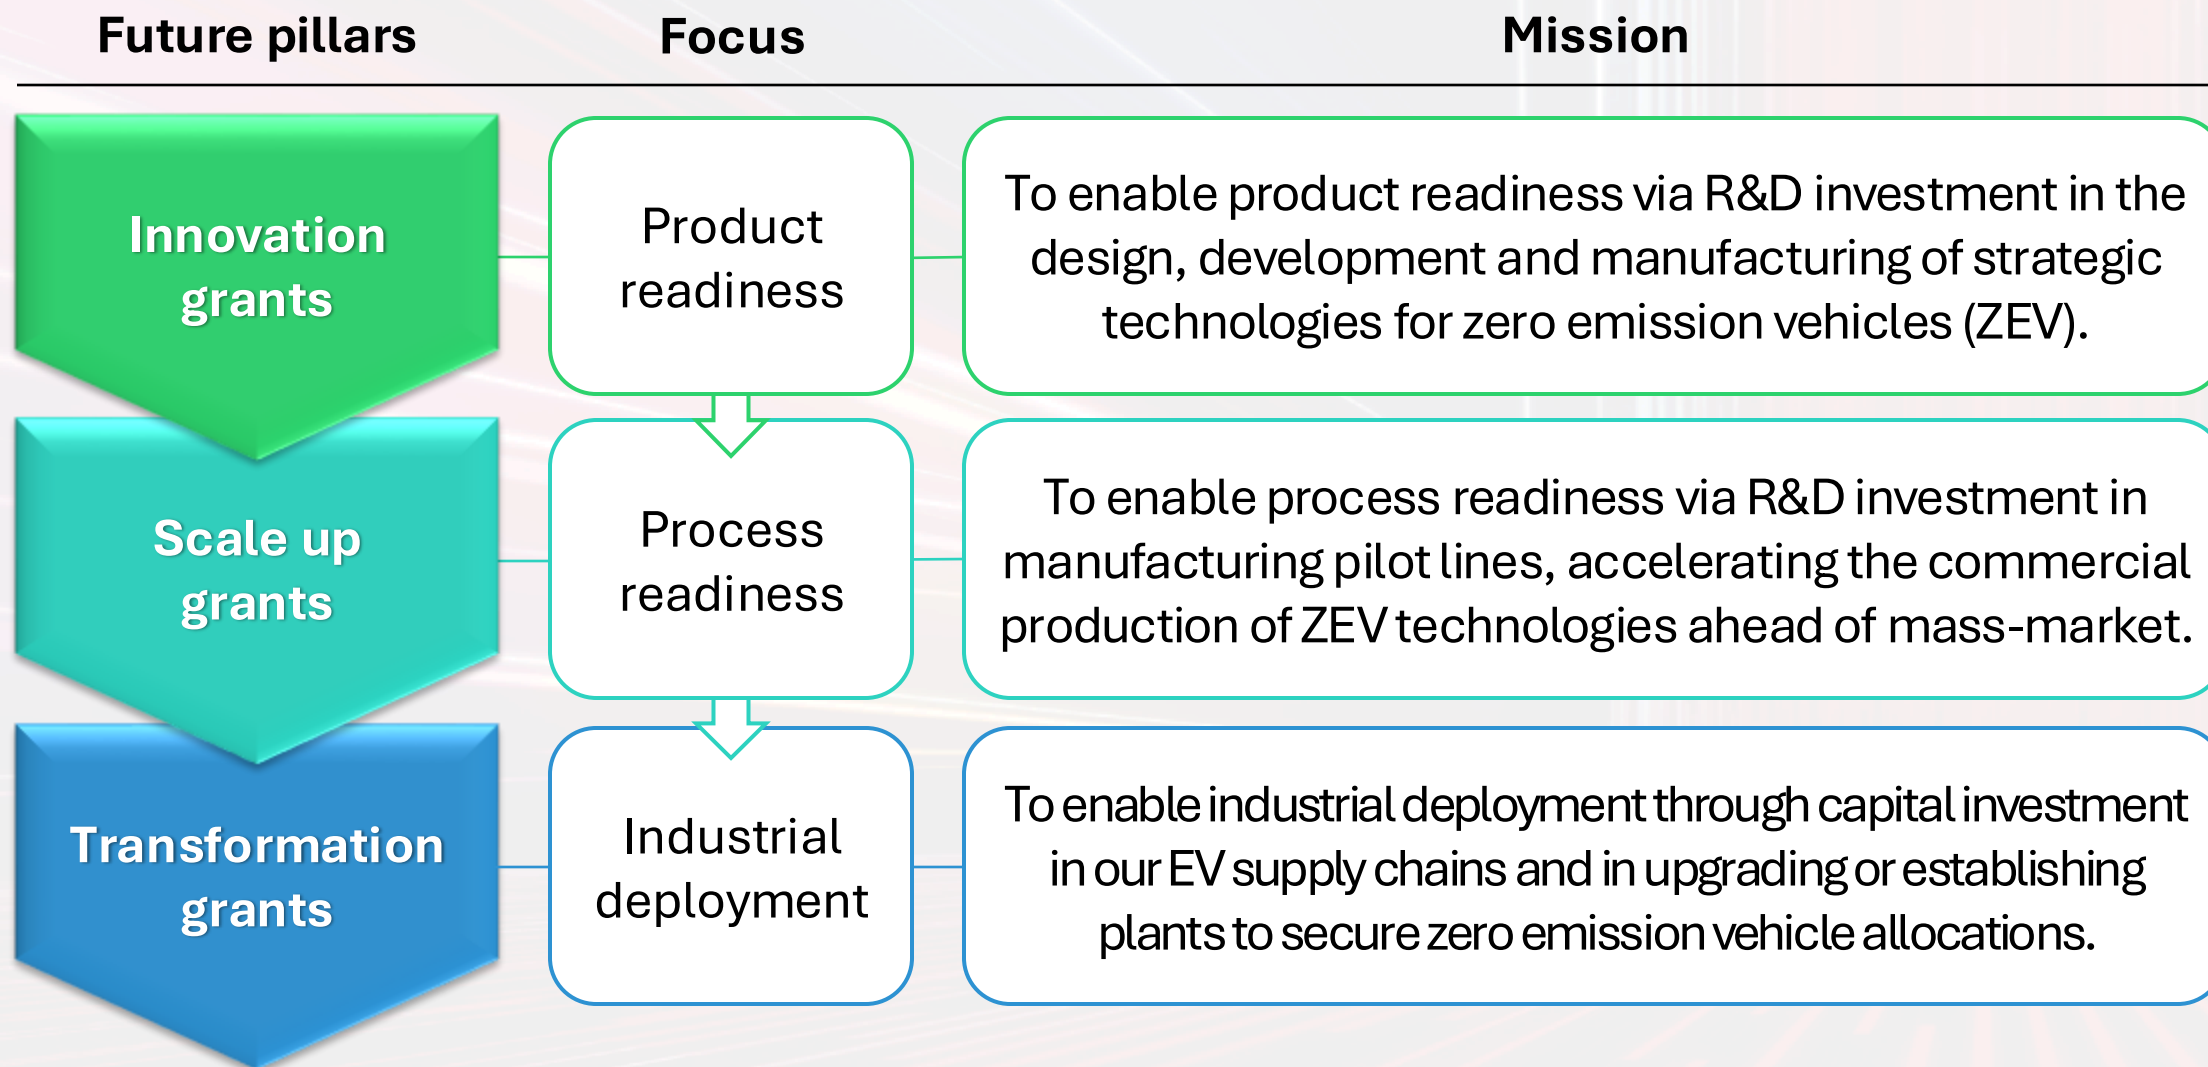 Future pillars
Focus
Mission
Innovation
grants
Product
readiness
To enable product readiness via R&D investment in the
design, development and manufacturing of strategic
technologies for zero emission vehicles (ZEV).
Scale up
grants
Process
readiness
To enable process readiness via R&D investment in
manufacturing pilot lines, accelerating the commercial
production of ZEV technologies ahead of mass-market.
Transformation
grants
Industrial
deployment
To enable industrial deployment through capital investment
in our EV supply chains and in upgrading or establishing
plants to secure zero emission vehicle allocations.